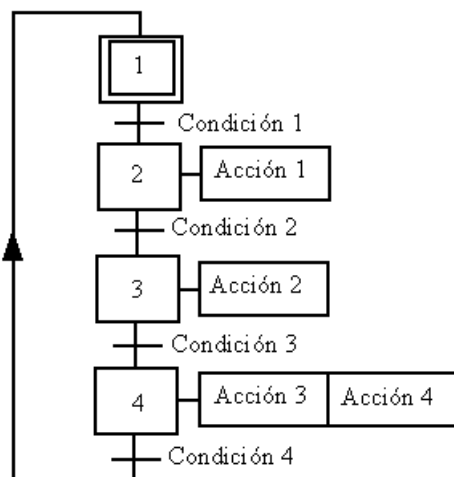 1
Condición 1
2 Acción 1
Condición 2
3 Acción 2
Condición 3
4 Acción 3 Acción 4
Condición 4